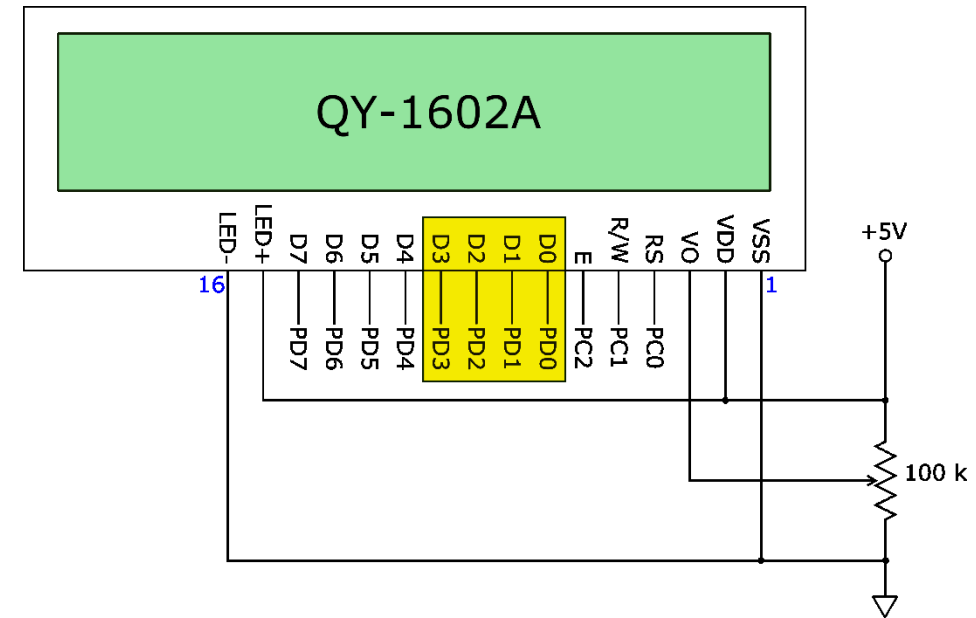 QY-1602A
LED-
LED+
D7
D6
D5
D4
D3
D2
D1
D0
E
R/W
RS
VO
VDD
VSS
+5V
16
1
PD7
PD6
PD5
PD4
PD3
PD2
PD1
PD0
PC2
PC1
PC0
100 k